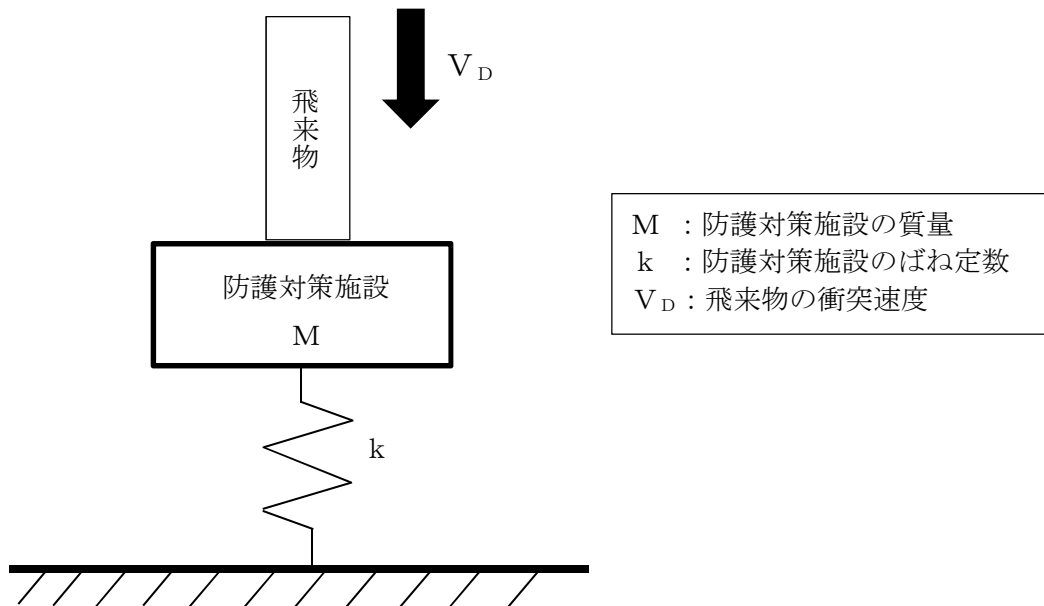 飛来物
V_D
防護対策施設
M
k
M :防護対策施設の質量
k :防護対策施設のばね定数
V_D:飛来物の衝突速度